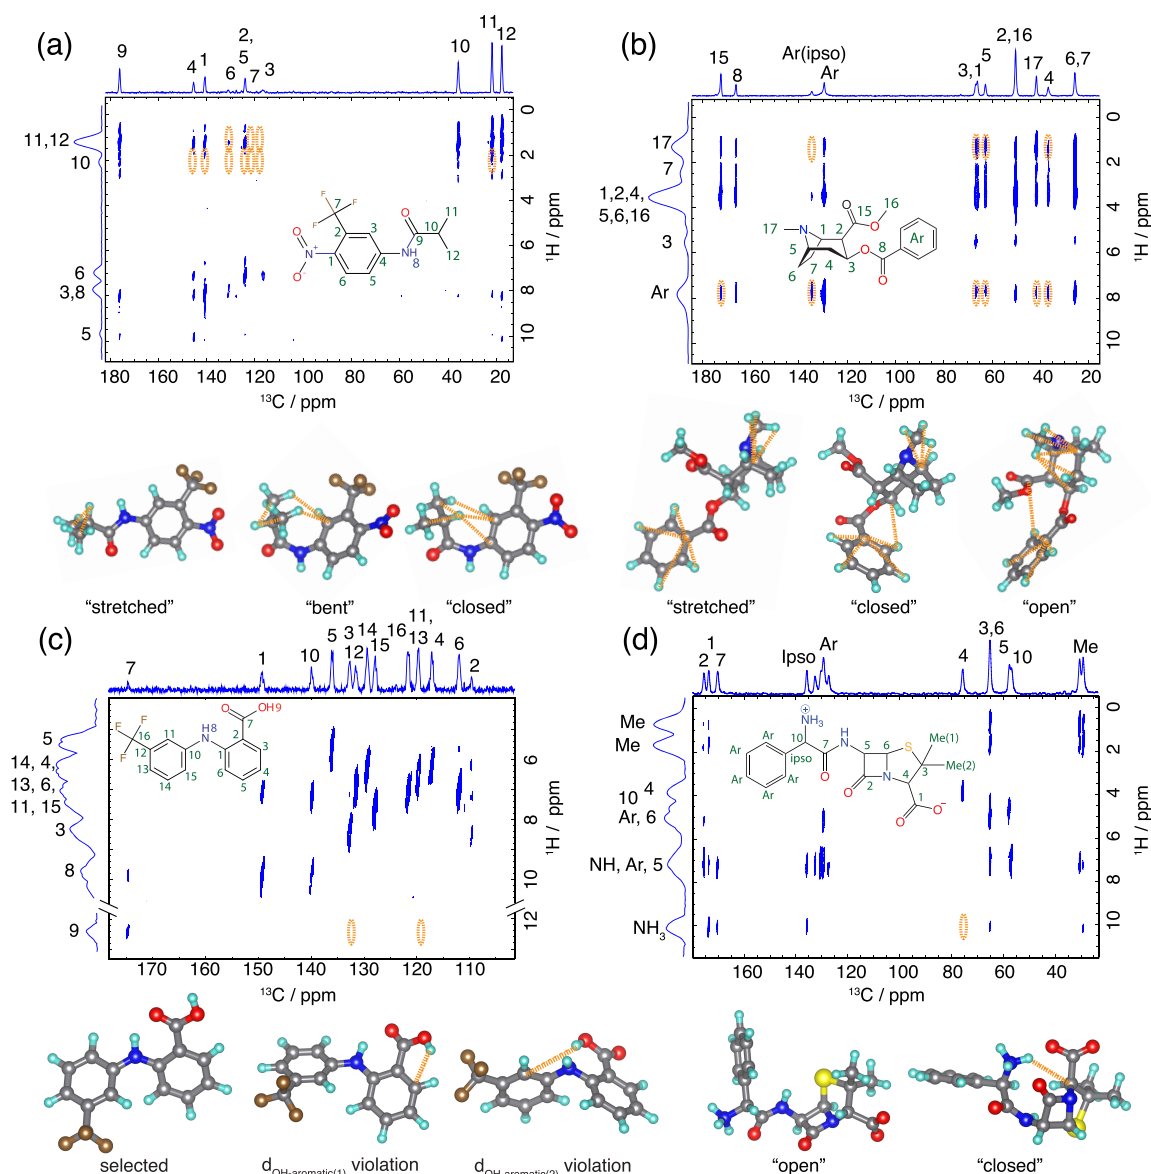 (a)
9
4
1
6
2,
5
7
3
10
11
12
0
2
4
6
8
10
¹H / ppm
11,12
10
6
3,8
5
F
F
F
7
2
3
O
9
10
11
12
NH
8
4
5
6
1
N⁺
O
O⁻
180 160 140 120 100 80 60 40 20
¹³C / ppm
"stretched"
"bent"
"closed"
(b)
15
8
Ar(ipso)
Ar
3,1
5
2,16
17
4
6,7
0
2
4
6
8
10
¹H / ppm
17
7
1,2,4,
5,6,16
3
Ar
O
16
15
O
17
N
1
2
5
4
3
6
7
O
8
O
Ar
180 160 140 120 100 80 60 40 20
¹³C / ppm
"stretched"
"closed"
"open"
(c)
7
1
10
5
3
12
14
15
16
11,
13
4
6
2
6
8
10
12
¹H / ppm
5
14, 4,
13, 6,
11, 15
3
8
9
OH9
O
7
F
F
F
16
12
11
H8
N
10
13
14
15
2
1
3
4
5
6
170 160 150 140 130 120 110
¹³C / ppm
selected
d_OH-aromatic(1) violation
d_OH-aromatic(2) violation
(d)
2
1
7
Ipso
Ar
4
3,6
5
10
Me
0
2
4
6
8
10
¹H / ppm
Me
Me
10 4
Ar, 6
NH, Ar, 5
NH₃
⊕
NH₃
10
7
NH
O
ipso
Ar
Ar
Ar
Ar
Ar
5
6
S
Me(1)
3
Me(2)
N
4
2
O
1
O
O⁻
160 140 120 100 80 60 40
¹³C / ppm
"open"
"closed"